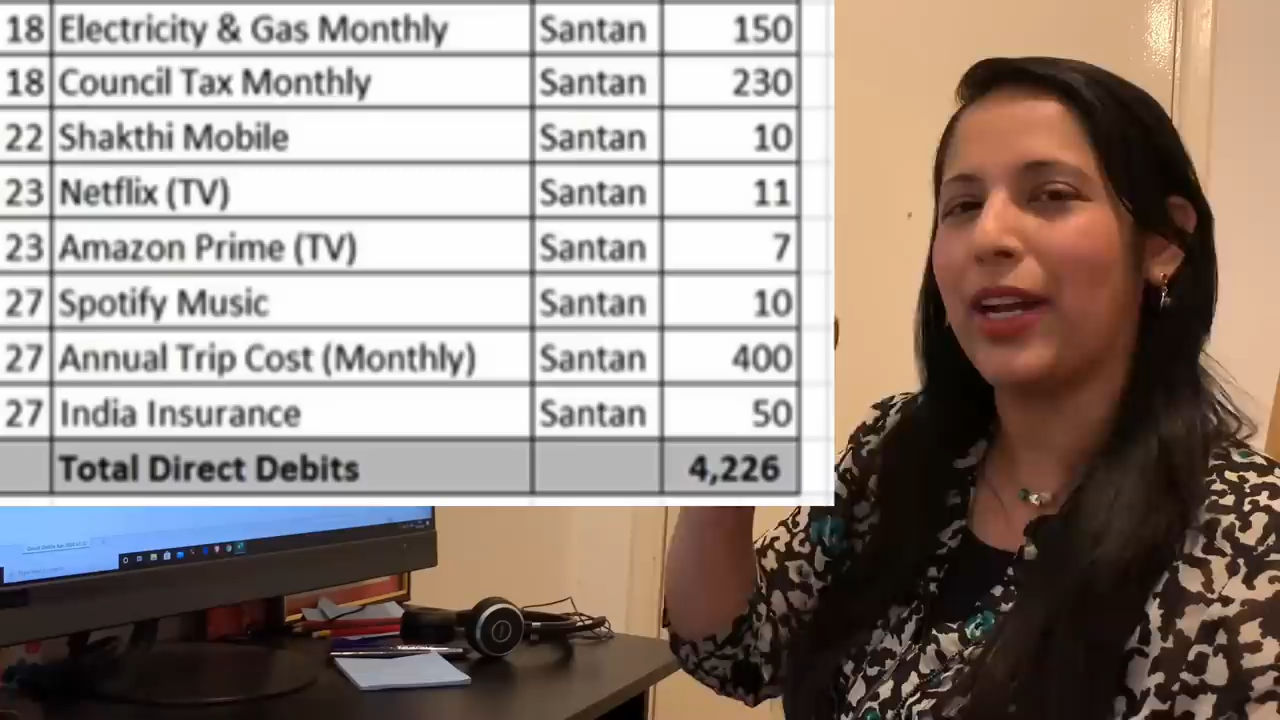 18 Electricity & Gas Monthly Santan 150
18 Council Tax Monthly Santan 230
22 Shakthi Mobile Santan 10
23 Netflix (TV) Santan 11
23 Amazon Prime (TV) Santan 7
27 Spotify Music Santan 10
27 Annual Trip Cost (Monthly) Santan 400
27 India Insurance Santan 50
Total Direct Debits 4,226